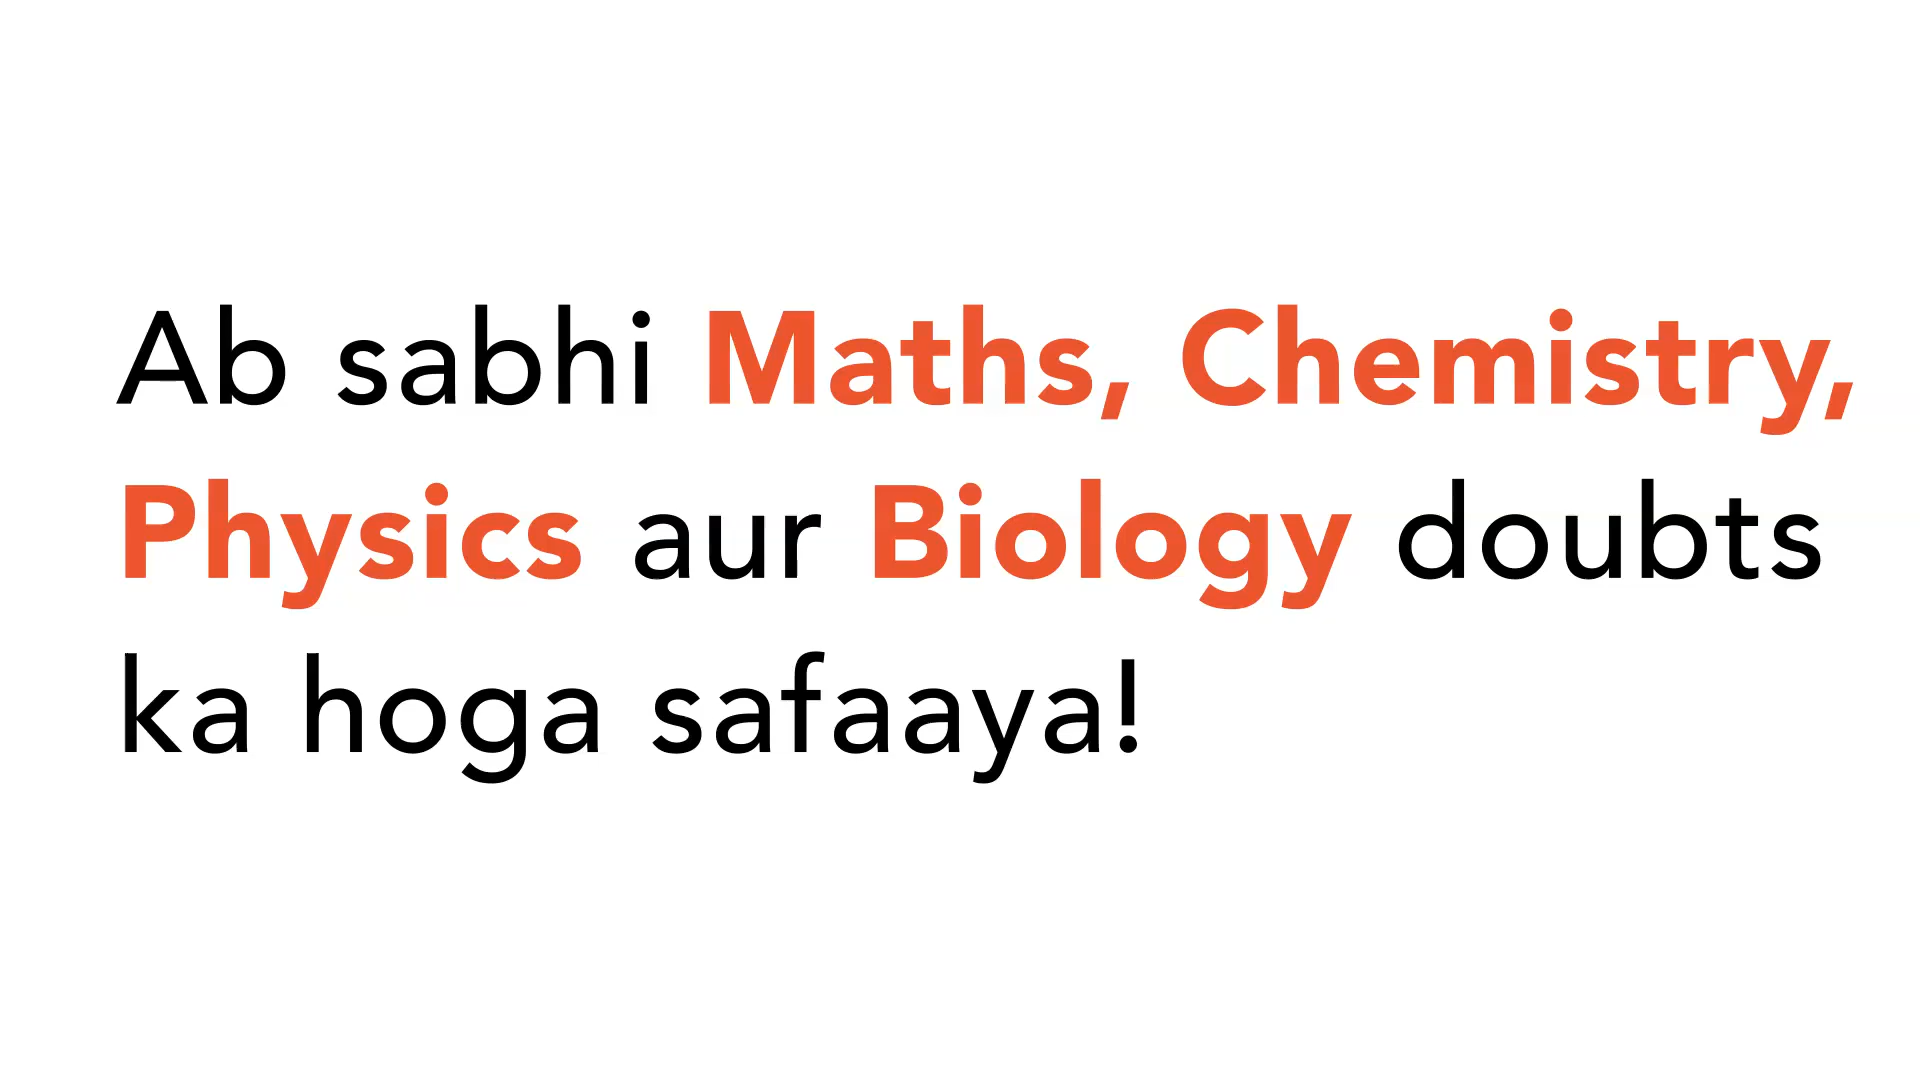 Ab sabhi Maths, Chemistry,
Physics aur Biology doubts
ka hoga safaaya!